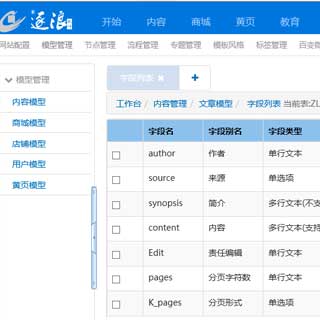 逐浪 开始 内容 商城 黄页 教育
网站配置 模型管理 节点管理 流程管理 专题管理 模板风格 标签管理 百变
模型管理
内容模型
商城模型
店铺模型
用户模型
黄页模型
字段列表 ✖ +
工作台 / 内容管理 / 文章模型 / 字段列表 当前表:ZL
字段名 字段别名 字段类型
author 作者 单行文本
source 来源 单选项
synopsis 简介 多行文本(不支
content 内容 多行文本(支持
Edit 责任编辑 单行文本
pages 分页字符数 单行文本
K_pages 分页形式 单选项